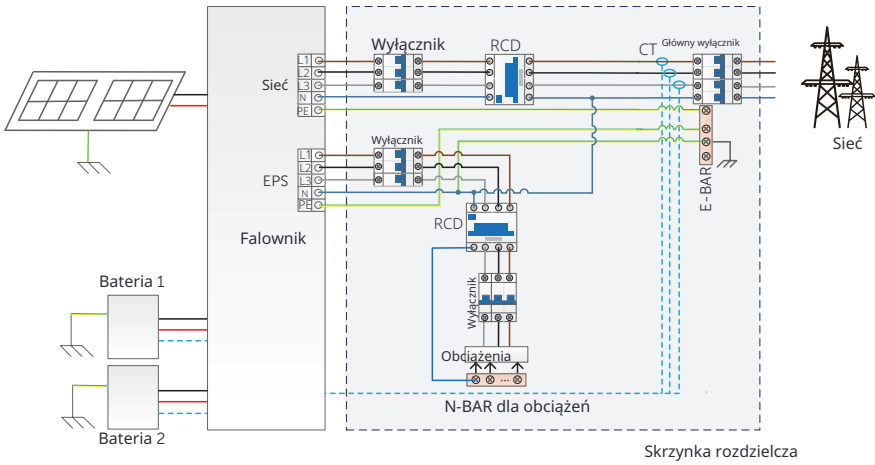 Wyłącznik
RCD
CT
Główny wyłącznik
L1
L2
L3
N
PE
Sieć
Sieć
Wyłącznik
L1
L2
L3
N
PE
EPS
E-BAR
RCD
Falownik
Bateria 1
Wyłącznik
Obciążenia
...
N-BAR dla obciążeń
Bateria 2
Skrzynka rozdzielcza